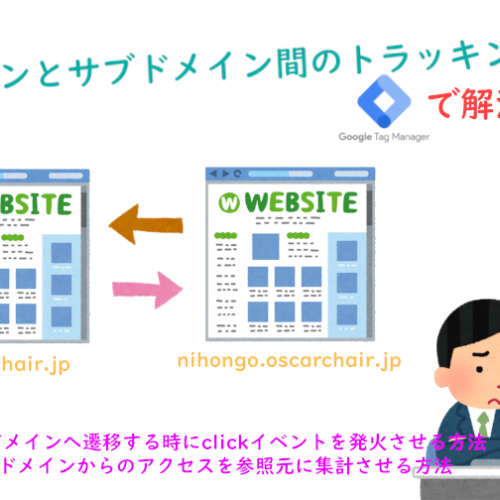 ンとサブドメイン間のトラッキン
Google Tag Manager
で解
BSITE
W WEBSITE
hair.jp
nihongo.oscarchair.jp
メインへ遷移する時にclickイベントを発火させる方法
ドメインからのアクセスを参照元に集計させる方法